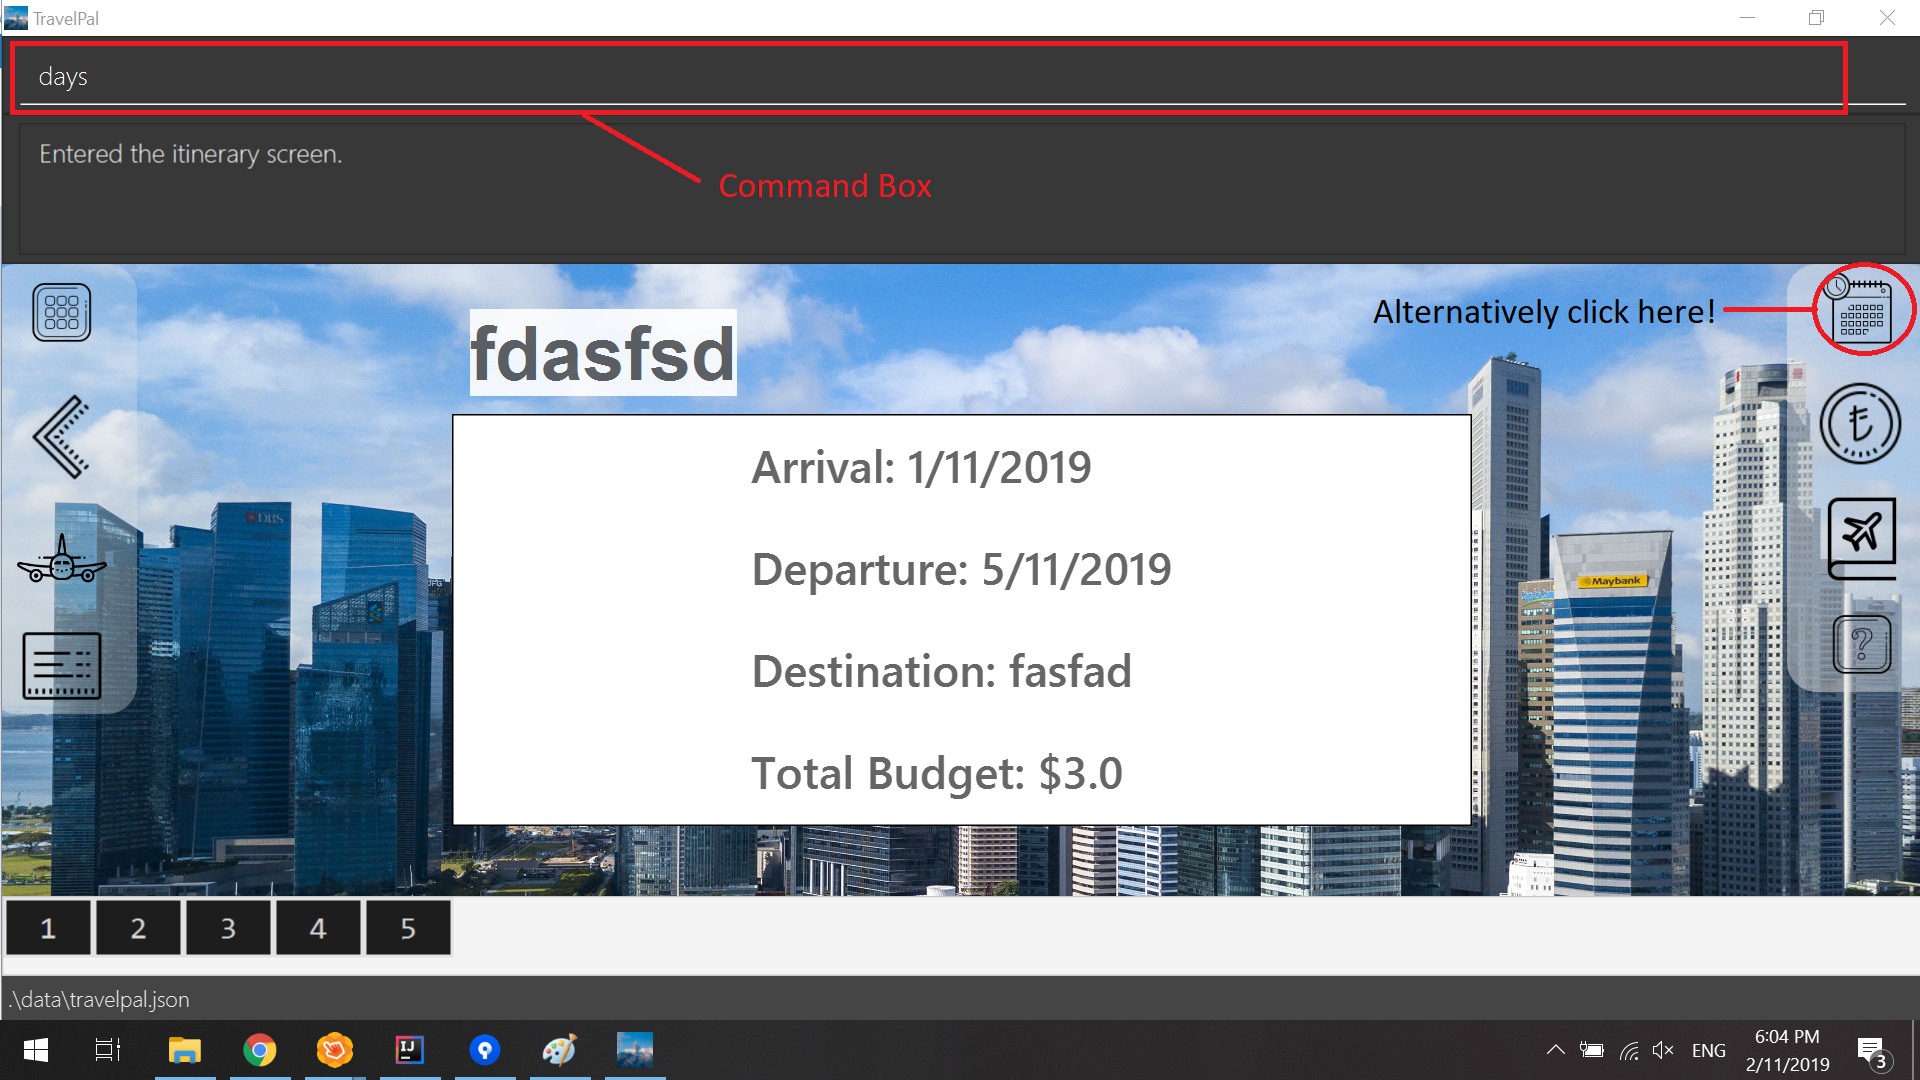 TravelPal
days
Entered the itinerary screen.
Command Box
Alternatively click here!
fdasfsd
Arrival: 1/11/2019
Departure: 5/11/2019
Destination: fasfad
Total Budget: $3.0
DBS
Maybank
1 2 3 4 5
.\data\travelpal.json
IJ
ENG
6:04 PM
2/11/2019
3